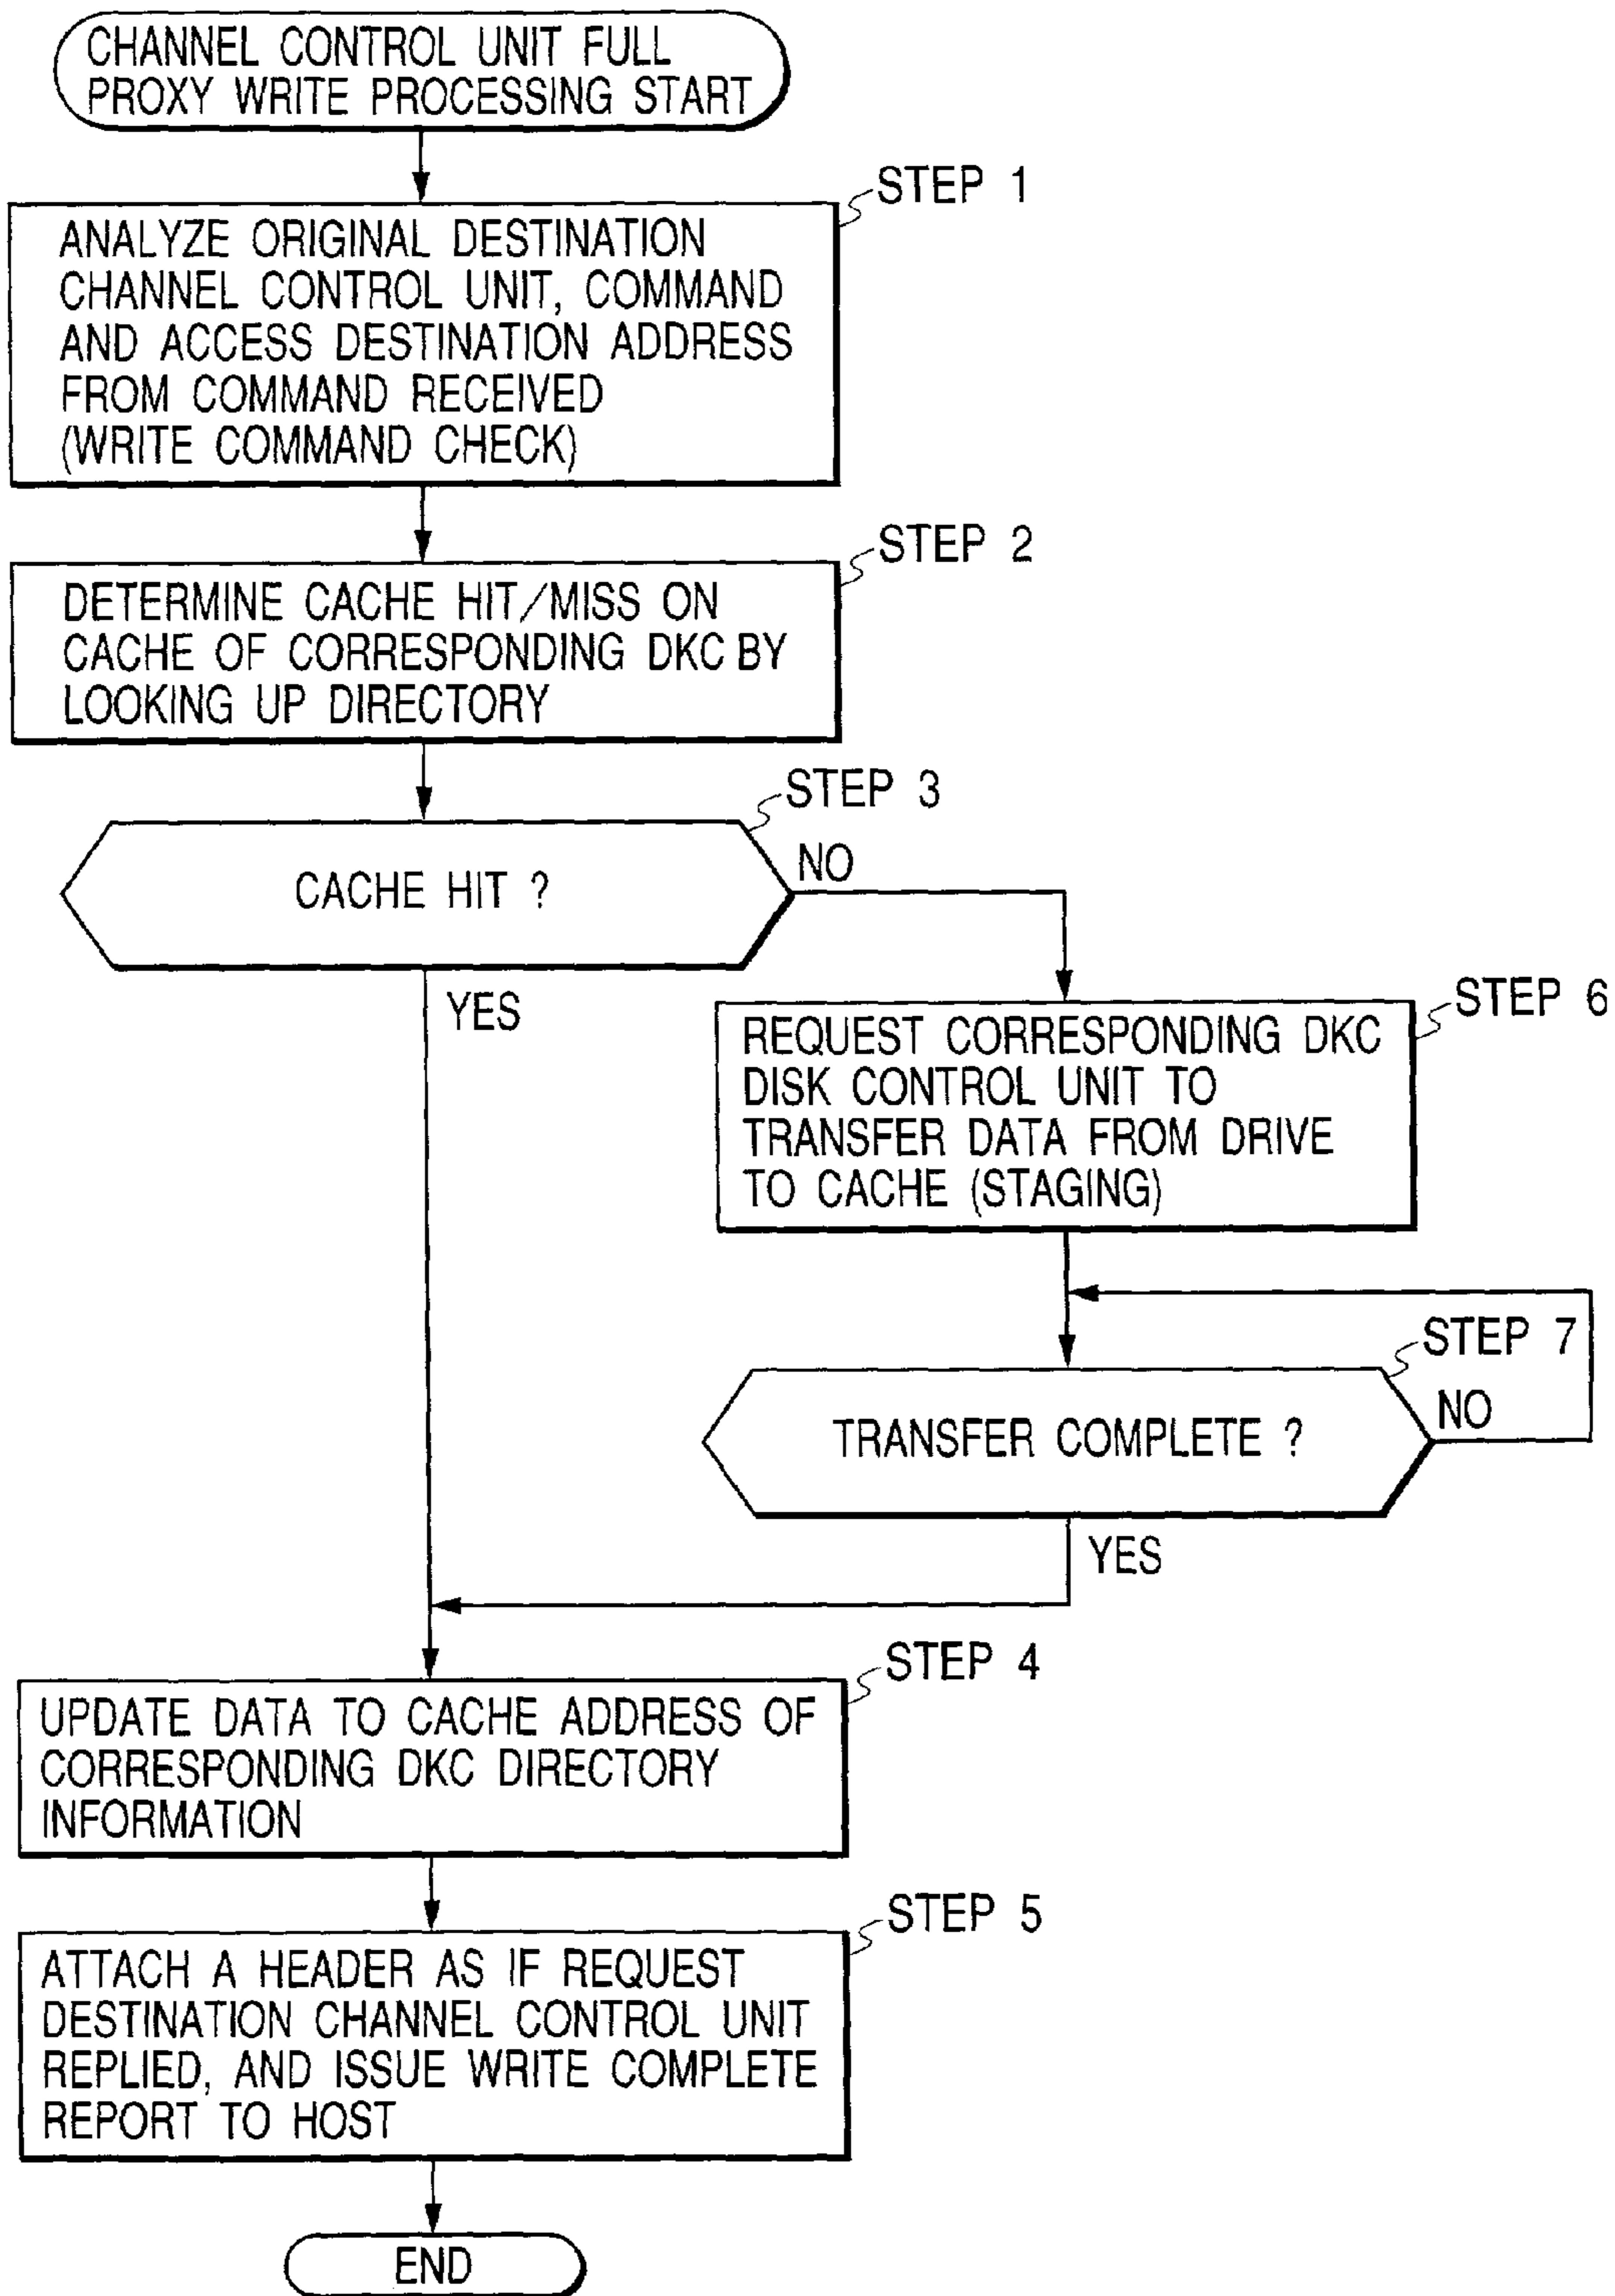 CHANNEL CONTROL UNIT FULL
PROXY WRITE PROCESSING START
STEP 1
ANALYZE ORIGINAL DESTINATION
CHANNEL CONTROL UNIT, COMMAND
AND ACCESS DESTINATION ADDRESS
FROM COMMAND RECEIVED
(WRITE COMMAND CHECK)
STEP 2
DETERMINE CACHE HIT/MISS ON
CACHE OF CORRESPONDING DKC BY
LOOKING UP DIRECTORY
STEP 3
CACHE HIT ?
NO
YES
STEP 6
REQUEST CORRESPONDING DKC
DISK CONTROL UNIT TO
TRANSFER DATA FROM DRIVE
TO CACHE (STAGING)
STEP 7
TRANSFER COMPLETE ?
NO
YES
STEP 4
UPDATE DATA TO CACHE ADDRESS OF
CORRESPONDING DKC DIRECTORY
INFORMATION
STEP 5
ATTACH A HEADER AS IF REQUEST
DESTINATION CHANNEL CONTROL UNIT
REPLIED, AND ISSUE WRITE COMPLETE
REPORT TO HOST
END